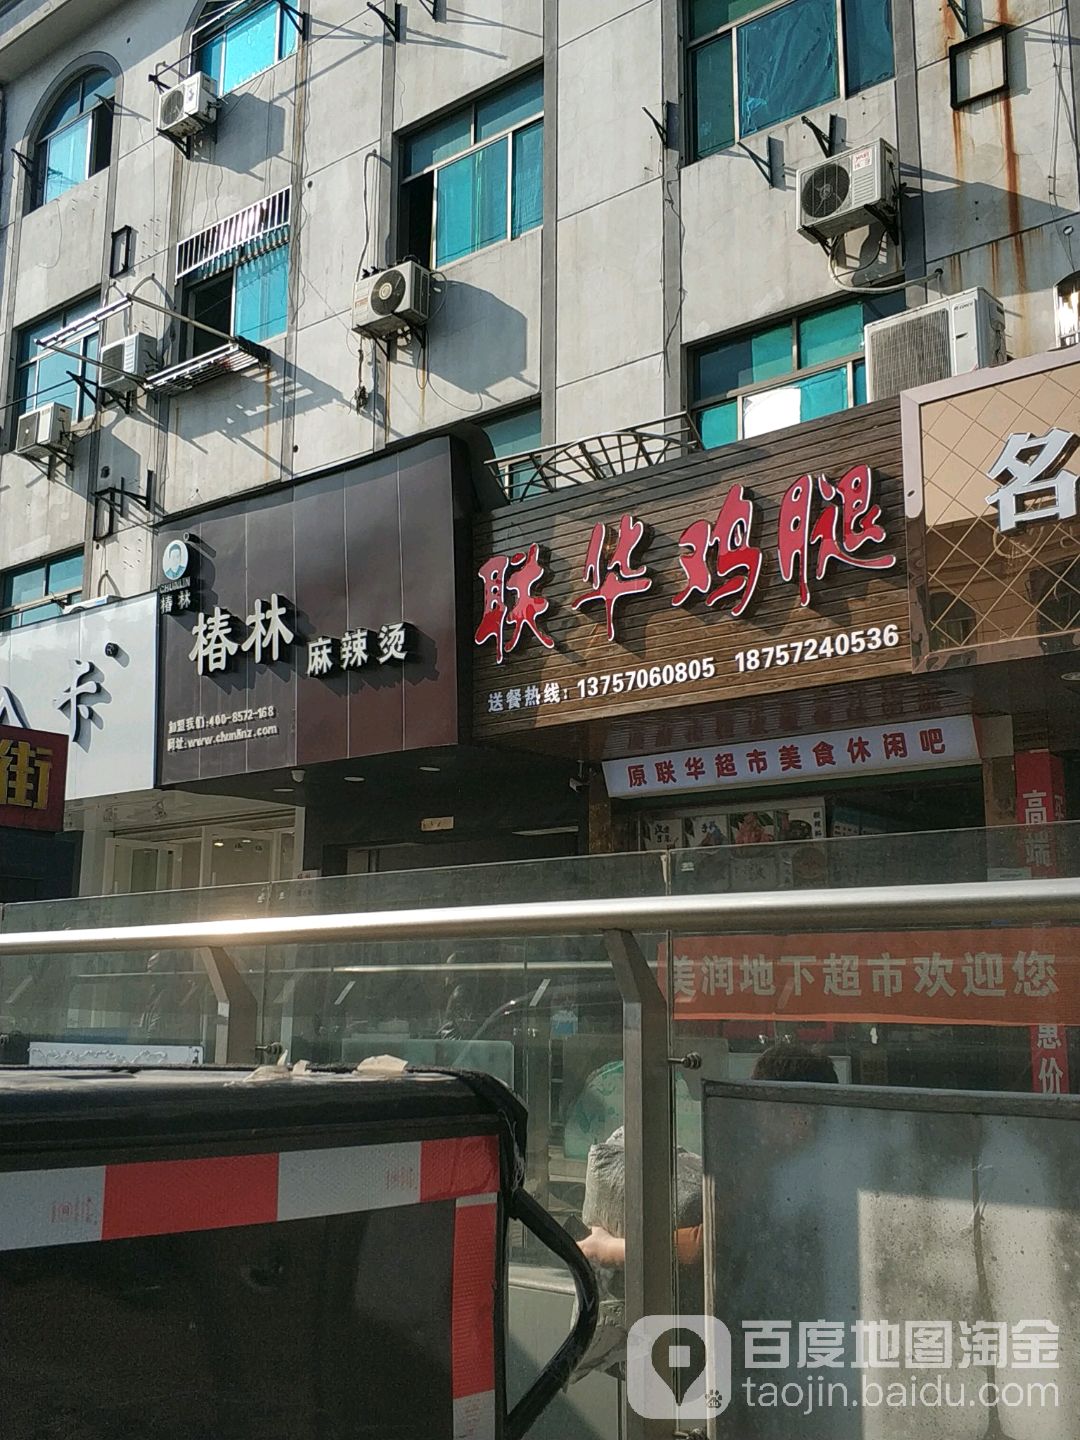 卡
街
CHUNLIN
椿林
椿林 麻辣烫
加盟我们:400-8572-168
网址:www.chunlinz.com
联华鸡腿
送餐热线: 13757060805 18757240536
原联华超市美食休闲吧
名
高端
美润地下超市欢迎您
惠价
百度地图淘金
taojin.baidu.com